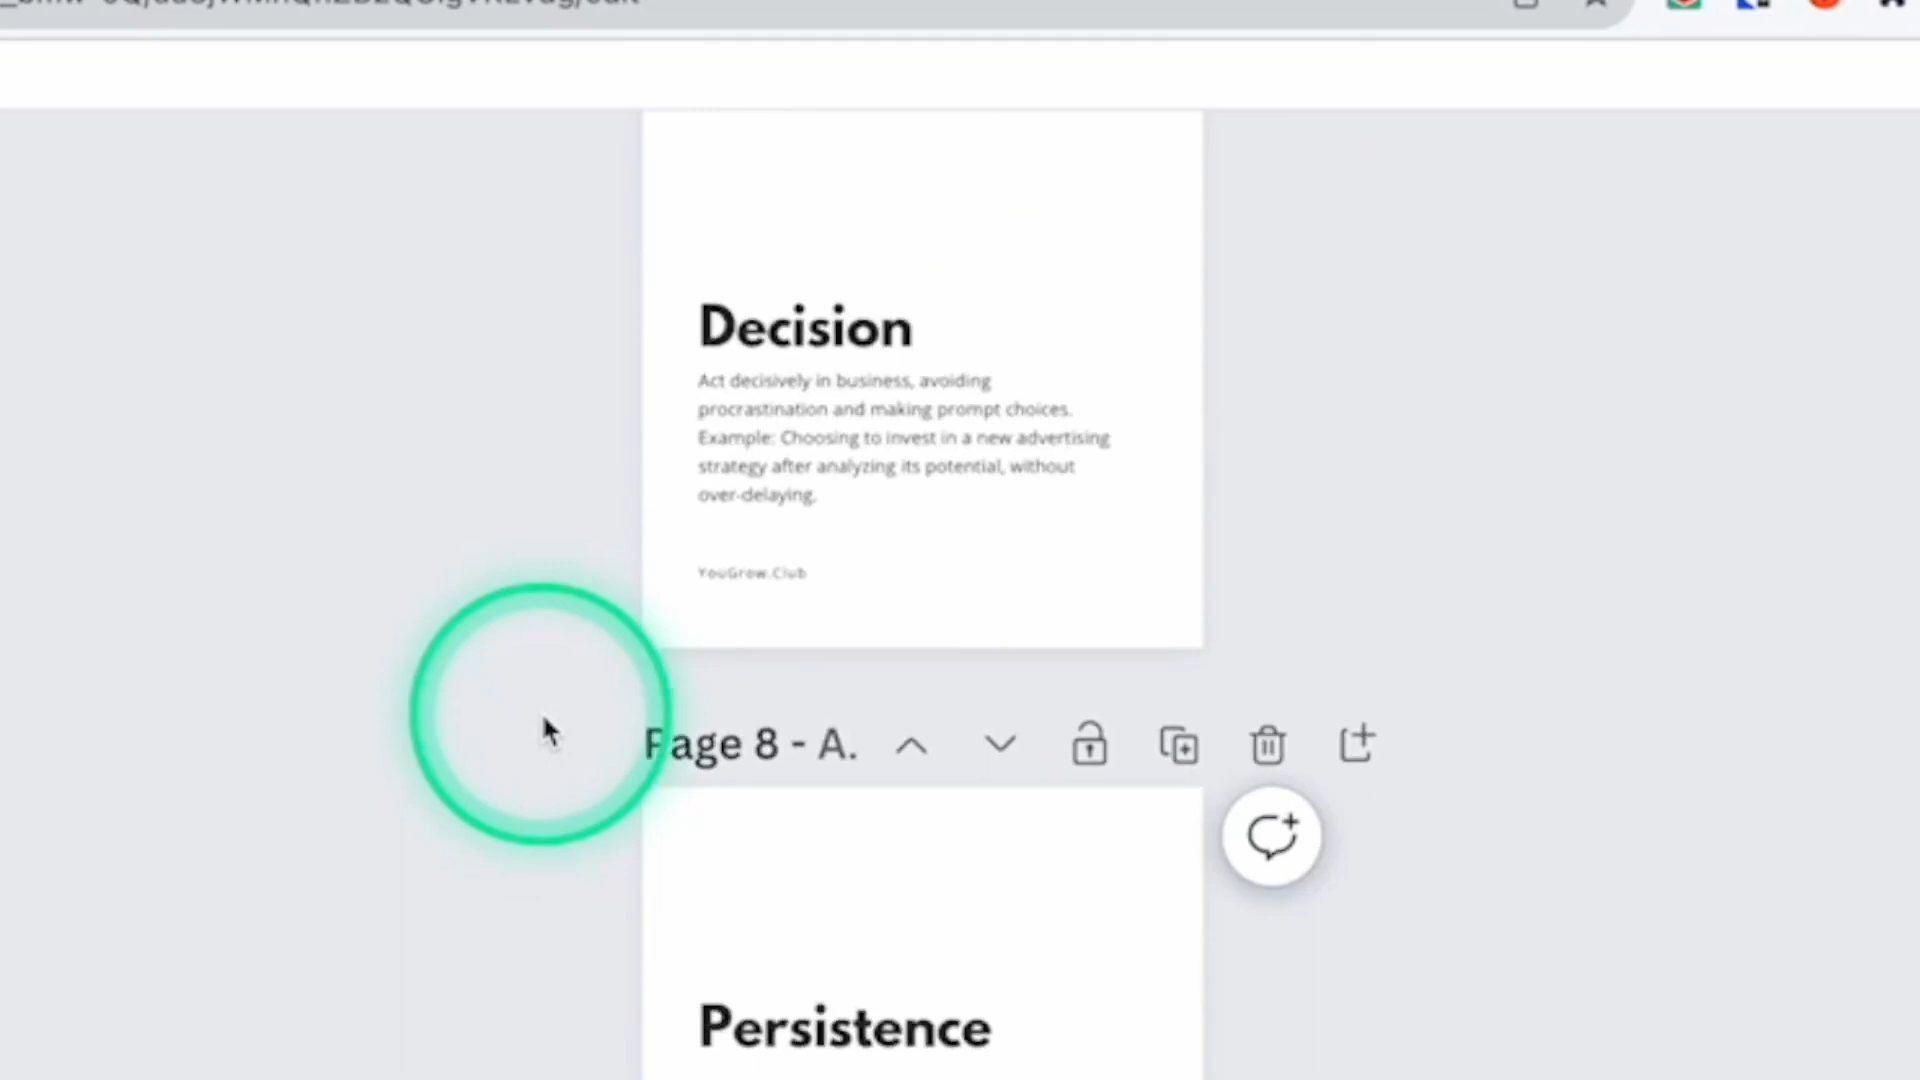 Decision
Act decisively in business, avoiding
procrastination and making prompt choices.
Example: Choosing to invest in a new advertising
strategy after analyzing its potential, without
over-delaying.
YouGrow.Club
Page 8 - A.
Persistence